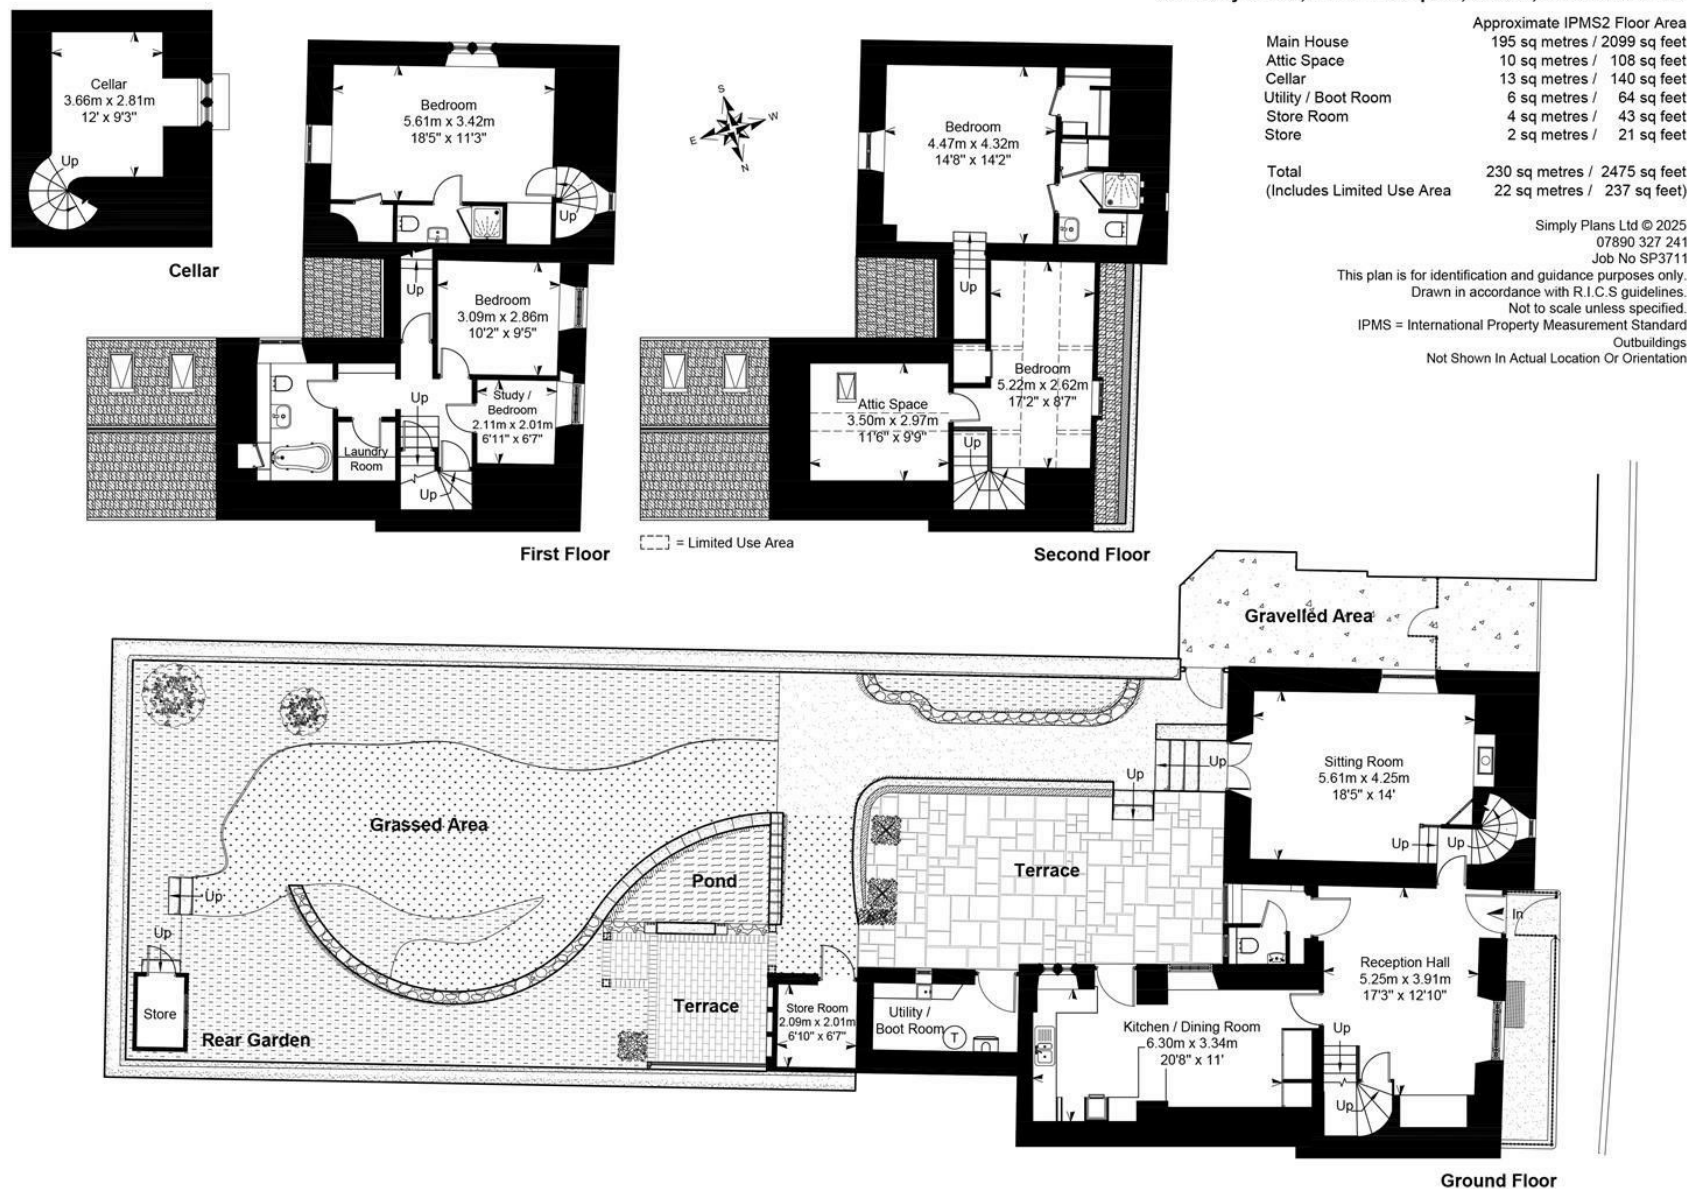 Approximate IPMS2 Floor Area
Main House 195 sq metres / 2099 sq feet
Attic Space 10 sq metres / 108 sq feet
Cellar 13 sq metres / 140 sq feet
Utility / Boot Room 6 sq metres / 64 sq feet
Store Room 4 sq metres / 43 sq feet
Store 2 sq metres / 21 sq feet
Total 230 sq metres / 2475 sq feet
(Includes Limited Use Area 22 sq metres / 237 sq feet)
Simply Plans Ltd © 2025
07890 327 241
Job No SP3711
This plan is for identification and guidance purposes only.
Drawn in accordance with R.I.C.S guidelines.
Not to scale unless specified.
IPMS = International Property Measurement Standard
Outbuildings
Not Shown In Actual Location Or Orientation
Cellar
3.66m x 2.81m
12' x 9'3"
Up
Cellar
Bedroom
5.61m x 3.42m
18'5" x 11'3"
Up
Up
Bedroom
3.09m x 2.86m
10'2" x 9'5"
Up
Study /
Bedroom
2.11m x 2.01m
6'11" x 6'7"
Laundry
Room
Up
First Floor
S
W
E
N
Bedroom
4.47m x 4.32m
14'8" x 14'2"
Up
Bedroom
5.22m x 2.62m
17'2" x 8'7"
Attic Space
3.50m x 2.97m
11'6" x 9'9"
Up
= Limited Use Area
Second Floor
Gravelled Area
Sitting Room
5.61m x 4.25m
18'5" x 14'
Up
Up
Up
Up
Grassed Area
Pond
Terrace
Up
Up
Store
Rear Garden
Terrace
Store Room
2.09m x 2.01m
6'10" x 6'7"
Utility /
Boot Room
T
Kitchen / Dining Room
6.30m x 3.34m
20'8" x 11'
In
Reception Hall
5.25m x 3.91m
17'3" x 12'10"
Up
Up
Ground Floor